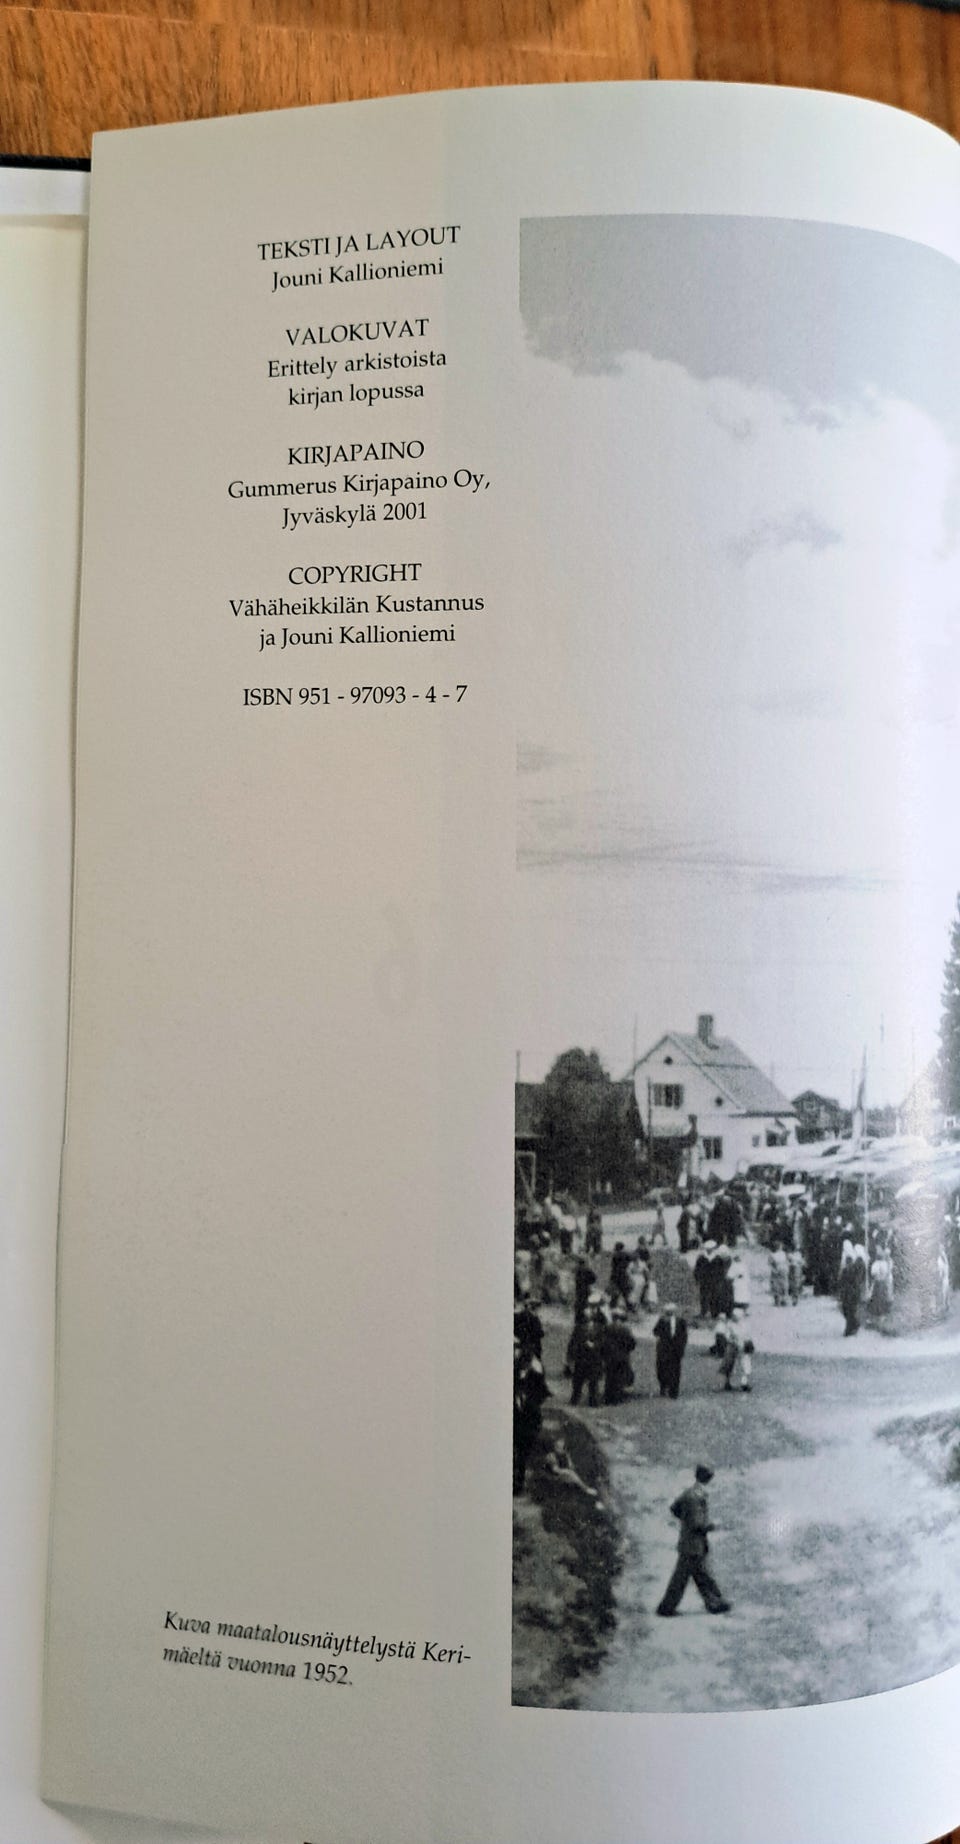 TEKSTI JA LAYOUT
Jouni Kallioniemi
VALOKUVAT
Erittely arkistoista
kirjan lopussa
KIRJAPAINO
Gummerus Kirjapaino Oy,
Jyväskylä 2001
COPYRIGHT
Vähäheikkilän Kustannus
ja Jouni Kallioniemi
ISBN 951 - 97093 - 4 - 7
Kuva maatalousnäyttelystä Keri-
mäeltä vuonna 1952.